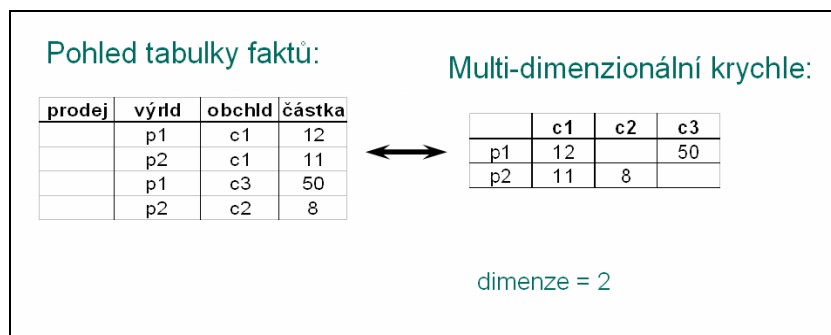 Pohled tabulky faktů:
prodej výrId obchId částka
p1 c1 12
p2 c1 11
p1 c3 50
p2 c2 8
Multi-dimenzionální krychle:
c1 c2 c3
p1 12 50
p2 11 8
dimenze = 2